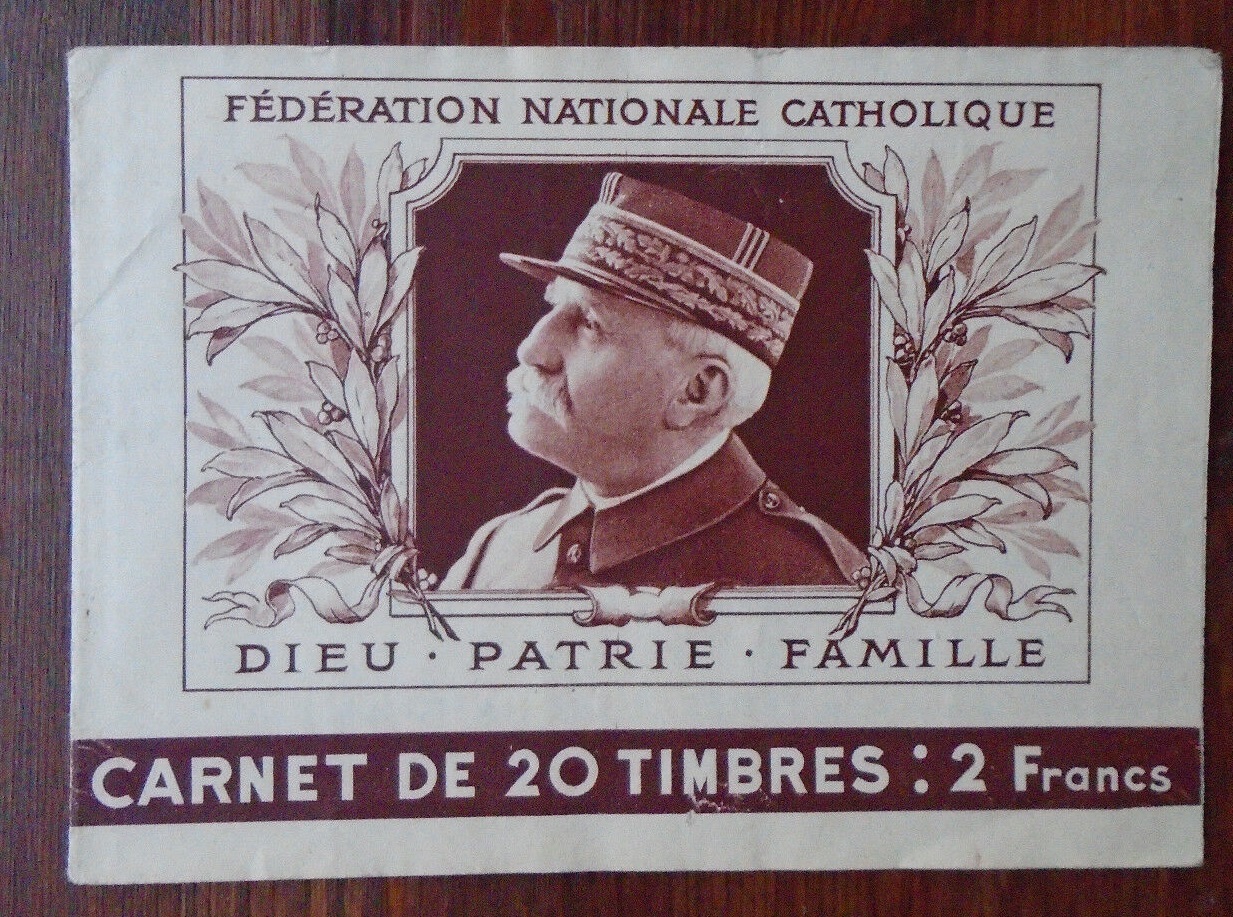 FÉDÉRATION NATIONALE CATHOLIQUE
DIEU · PATRIE · FAMILLE
CARNET DE 20 TIMBRES : 2 Francs